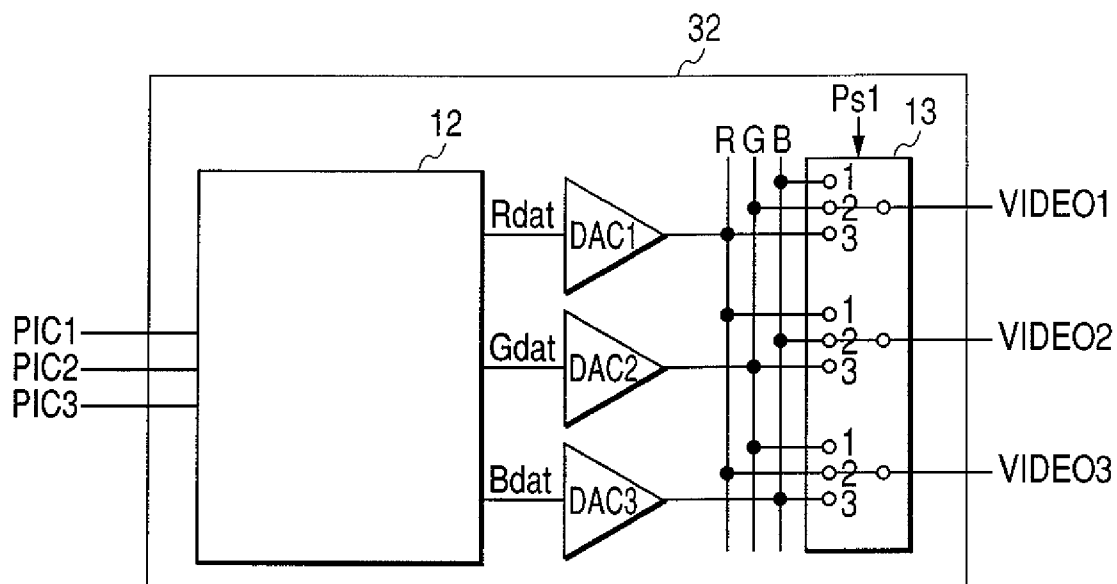 32
Ps1
12
13
R G B
1
2
3
VIDEO1
Rdat
DAC1
PIC1
PIC2
PIC3
Gdat
DAC2
1
2
3
VIDEO2
Bdat
DAC3
1
2
3
VIDEO3